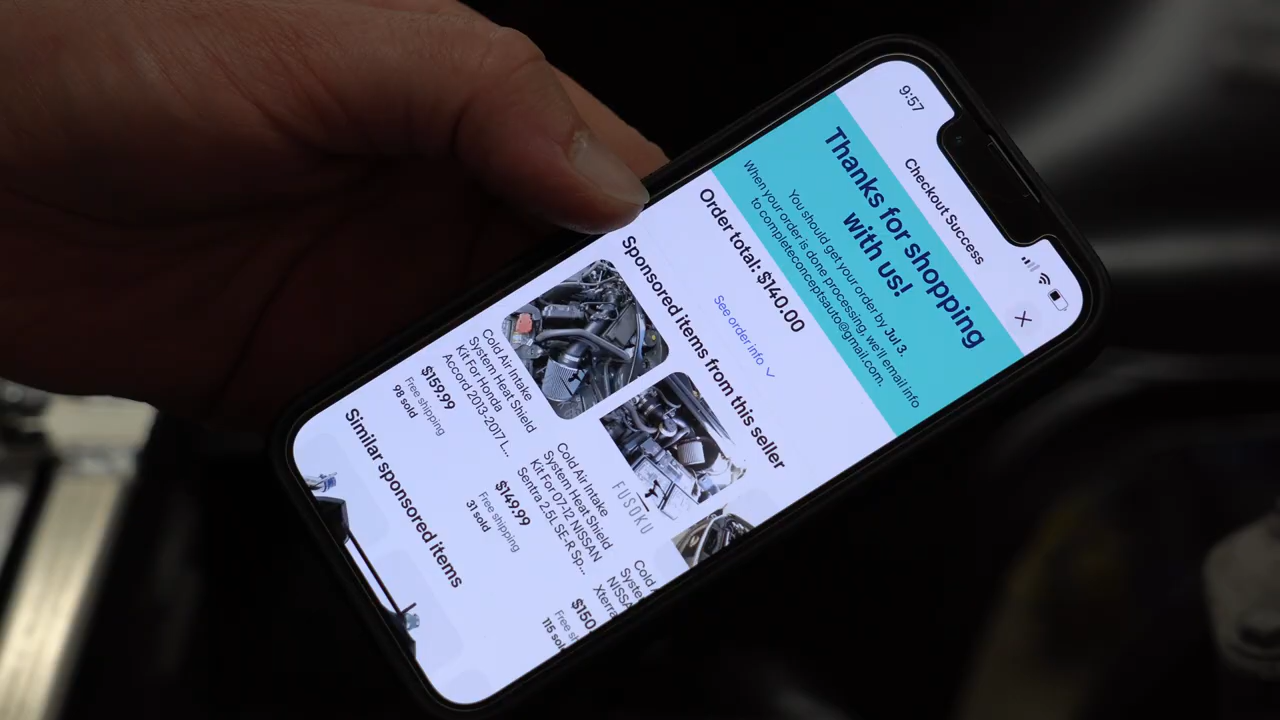 9:57
Checkout Success
Thanks for shopping
with us!
You should get your order by Jul 3.
When your order is done processing, we'll email info
to completeconceptsauto@gmail.com.
Order total: $140.00
See order info
Sponsored items from this seller
Cold Air Intake
System Heat Shield
Kit For Honda
Accord 2013-2017 L...
$159.99
Free shipping
98 sold
FUSOKU
Cold Air Intake
System Heat Shield
Kit For 07-12 NISSAN
Sentra 2.5L SE-R Sp...
$149.99
Free shipping
31 sold
Cold
Xterra
$150
Free
115 sol
Similar sponsored items